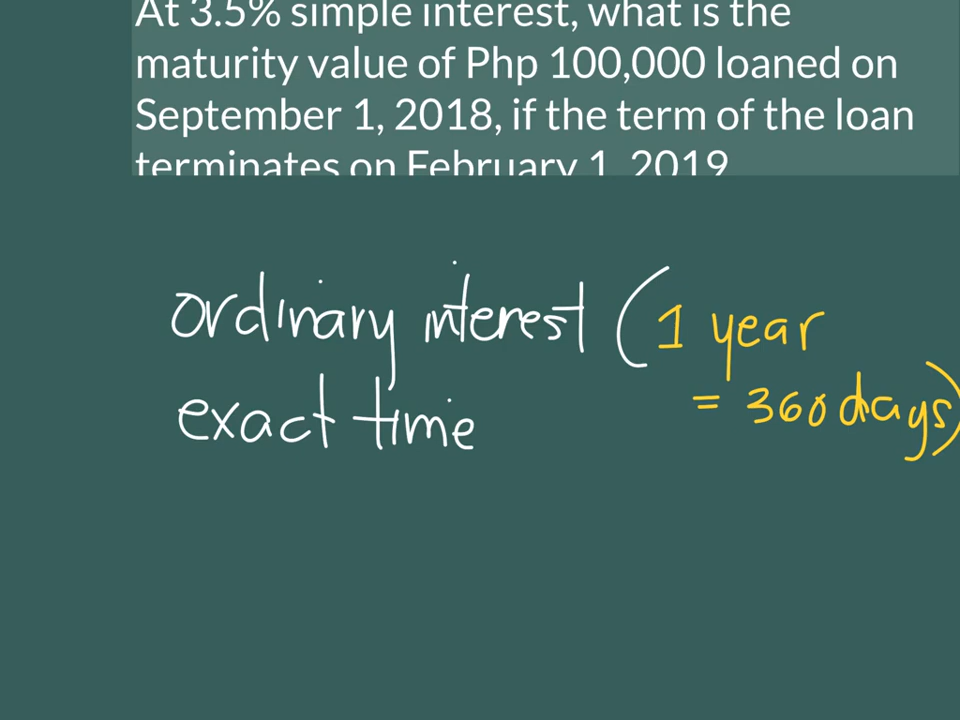 At 3.5% simple interest, what is the
maturity value of Php 100,000 loaned on
September 1, 2018, if the term of the loan
terminates on February 1, 2019
ordinary interest (1 year
= 360 days)
exact time